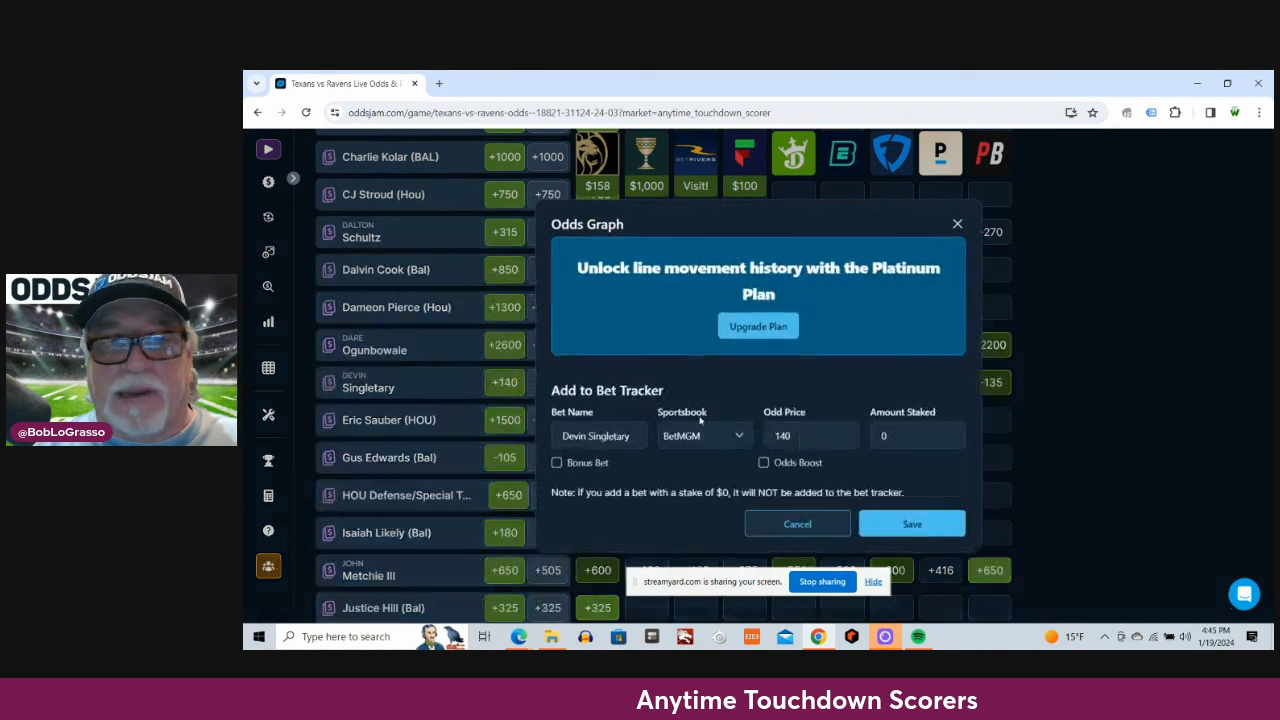 Texans vs Ravens Live Odds &
oddsjam.com/game/texans-vs-ravens-odds--18821-31124-24-03?market=anytime_touchdown_scorer
Charlie Kolar (BAL) +1000 +1000
BETRIVERS
$158 $1,000 Visit! $100
CJ Stroud (Hou) +750 +750
DALTON
Schultz +315 -270
Dalvin Cook (Bal) +850
Dameon Pierce (Hou) +1300
DARE
Ogunbowale +2600 2200
DEVIN
Singletary +140 -135
Eric Sauber (HOU) +1500
Gus Edwards (Bal) -105
HOU Defense/Special T... +650
Isaiah Likely (Bal) +180
JOHN
Metchie III +650 +505 +600 +416 +650
Justice Hill (Bal) +325 +325 +325
Odds Graph
Unlock line movement history with the Platinum
Plan
Upgrade Plan
Add to Bet Tracker
Bet Name Sportsbook Odd Price Amount Staked
Devin Singletary BetMGM 140 0
Bonus Bet Odds Boost
Note: if you add a bet with a stake of $0, it will NOT be added to the bet tracker.
Cancel Save
streamyard.com is sharing your screen. Stop sharing Hide
ODDS
ODDSJAM
@BobLoGrasso
Type here to search
15°F
4:45 PM
1/19/2024
Anytime Touchdown Scorers